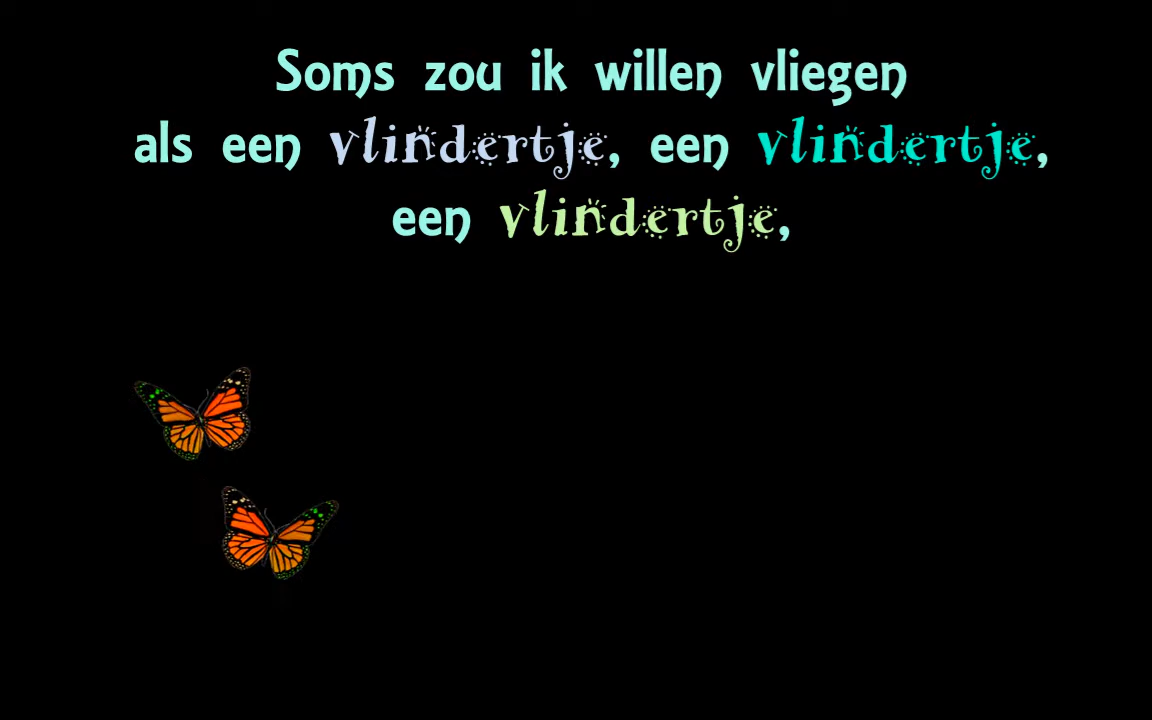 Soms zou ik willen vliegen
als een vlindertje, een vlindertje,
een vlindertje,